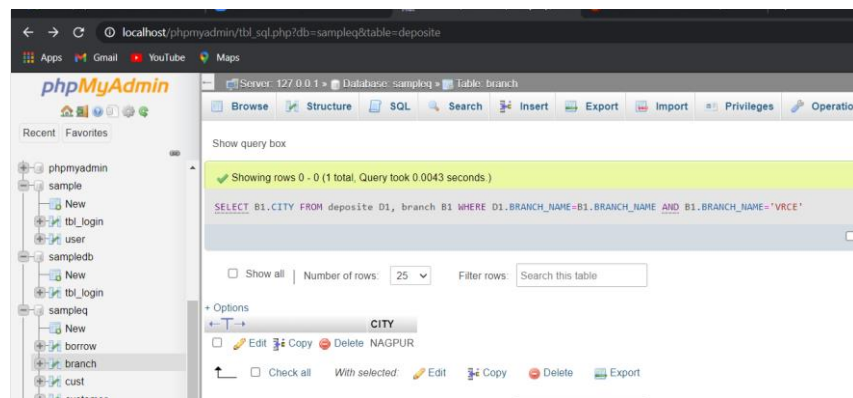 localhost/phpmyadmin/tbl_sql.php?db=sampleq&table=deposite
Apps Gmail YouTube Maps
phpMyAdmin
Recent Favorites
phpmyadmin
sample
New
tbl_login
user
sampledb
New
tbl_login
sampleq
New
borrow
branch
cust
Server: 127.0.0.1 » Database: sampleq » Table: branch
Browse Structure SQL Search Insert Export Import Privileges Operatio
Show query box
Showing rows 0 - 0 (1 total, Query took 0.0043 seconds.)
SELECT B1.CITY FROM deposite D1, branch B1 WHERE D1.BRANCH_NAME=B1.BRANCH_NAME AND B1.BRANCH_NAME='VRCE'
Show all | Number of rows: 25 Filter rows: Search this table
+ Options
←T→ CITY
Edit Copy Delete NAGPUR
Check all With selected: Edit Copy Delete Export